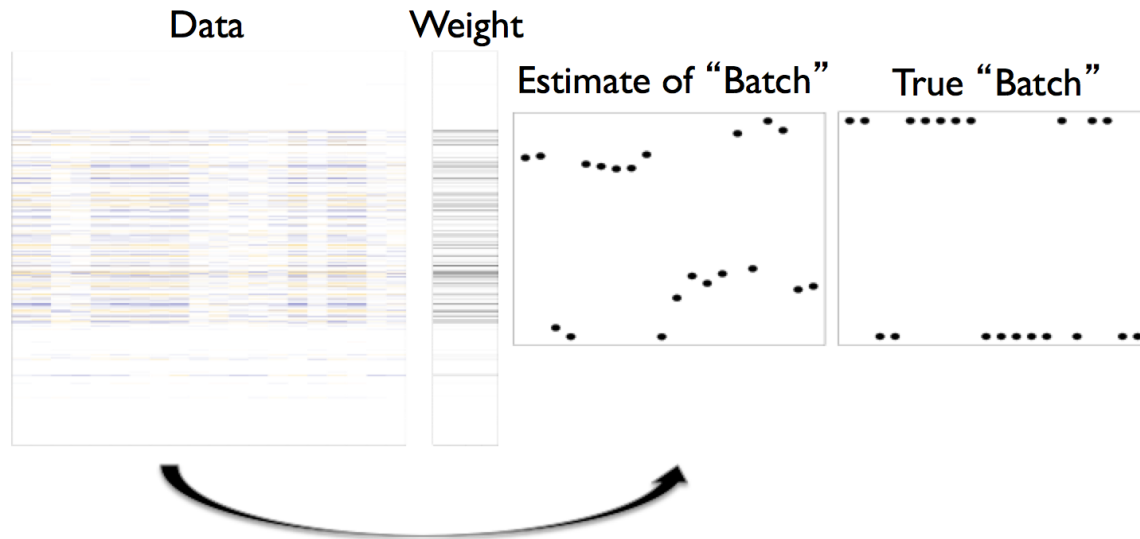 Data
Weight
Estimate of “Batch”
True “Batch”